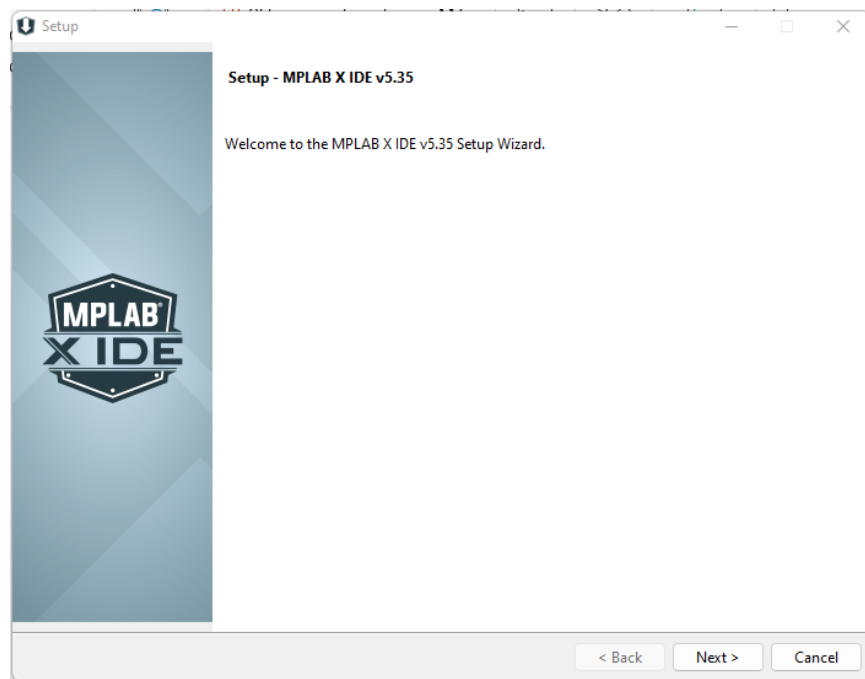 Setup
Setup - MPLAB X IDE v5.35
Welcome to the MPLAB X IDE v5.35 Setup Wizard.
MPLAB®
X IDE
< Back
Next >
Cancel